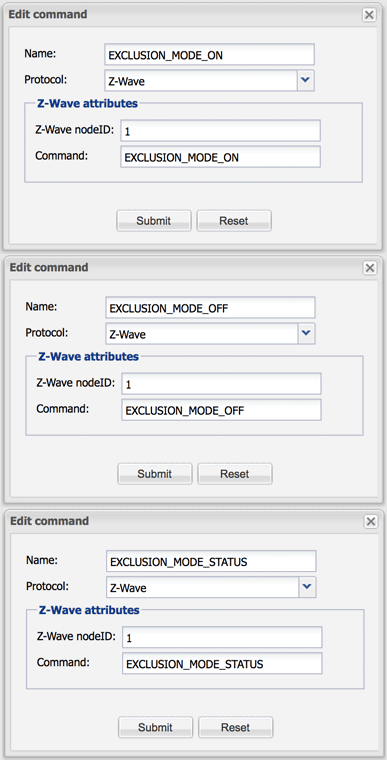 Edit command
Name: EXCLUSION_MODE_ON
Protocol: Z-Wave
Z-Wave attributes
Z-Wave nodeID: 1
Command: EXCLUSION_MODE_ON
Submit Reset
Edit command
Name: EXCLUSION_MODE_OFF
Protocol: Z-Wave
Z-Wave attributes
Z-Wave nodeID: 1
Command: EXCLUSION_MODE_OFF
Submit Reset
Edit command
Name: EXCLUSION_MODE_STATUS
Protocol: Z-Wave
Z-Wave attributes
Z-Wave nodeID: 1
Command: EXCLUSION_MODE_STATUS
Submit Reset